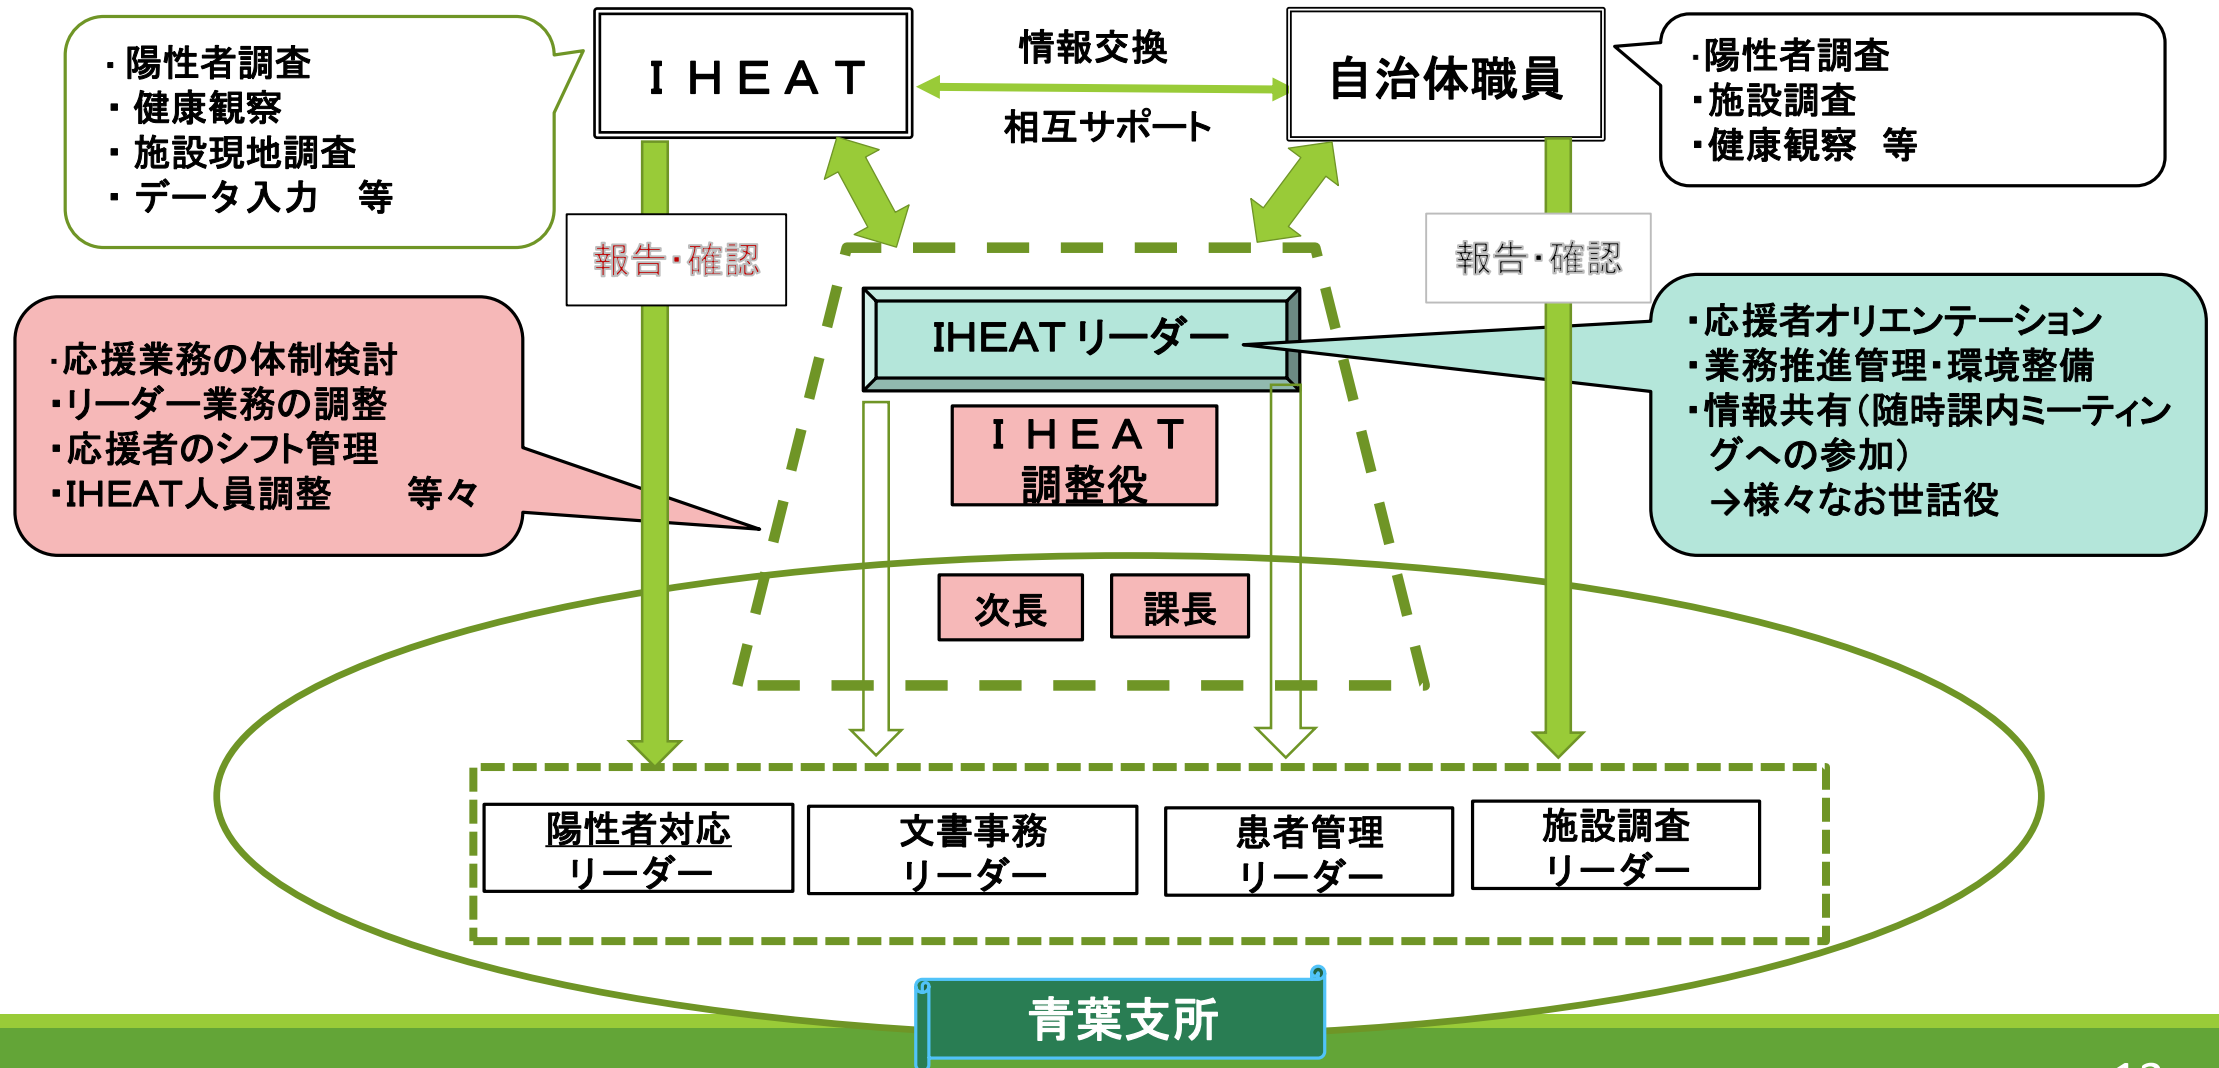 ・陽性者調査
・健康観察
・施設現地調査
・データ入力　等
ＩＨＥＡＴ
情報交換
相互サポート
自治体職員
・陽性者調査
・施設調査
・健康観察　等
報告・確認
報告・確認
・応援業務の体制検討
・リーダー業務の調整
・応援者のシフト管理
・IHEAT人員調整　　等々
IHEATリーダー
ＩＨＥＡＴ
調整役
・応援者オリエンテーション
・業務推進管理・環境整備
・情報共有（随時課内ミーティン
グへの参加）
→様々なお世話役
次長
課長
陽性者対応
リーダー
文書事務
リーダー
患者管理
リーダー
施設調査
リーダー
青葉支所